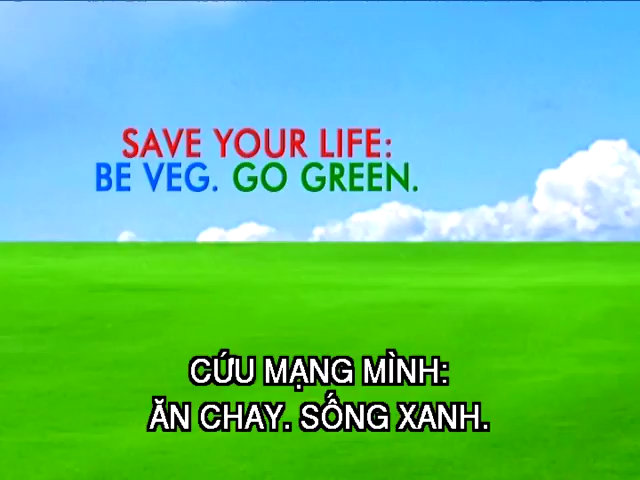 SAVE YOUR LIFE:
BE VEG. GO GREEN.
CỨU MẠNG MÌNH:
ĂN CHAY. SỐNG XANH.